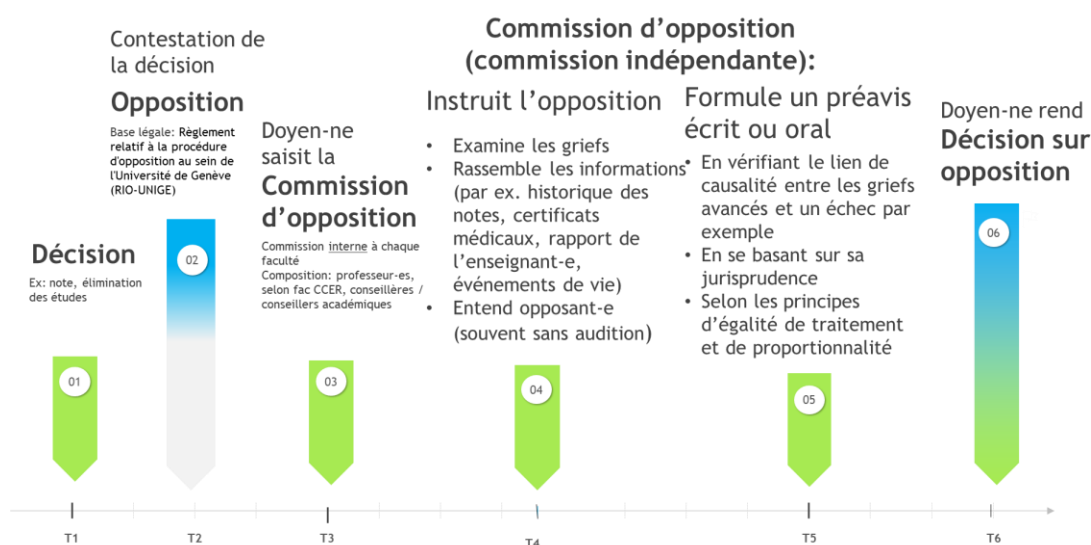 Décision
Ex: note, élimination
des études
01
T1
Contestation de
la décision
Opposition
Base légale: Règlement
relatif à la procédure
d'opposition au sein de
l'Université de Genève
(RIO-UNIGE)
02
T2
Doyen-ne
saisit la
Commission
d'opposition
Commission interne à chaque
faculté
Composition: professeur-es,
selon fac CCER, conseillères /
conseillers académiques
03
T3
Commission d'opposition
(commission indépendante):
Instruit l'opposition
• Examine les griefs
• Rassemble les informations
(par ex. historique des
notes, certificats
médicaux, rapport de
l'enseignant-e,
événements de vie)
• Entend opposant-e
(souvent sans audition)
04
T4
Formule un préavis
écrit ou oral
• En vérifiant le lien de
causalité entre les griefs
avancés et un échec par
exemple
• En se basant sur sa
jurisprudence
• Selon les principes
d'égalité de traitement
et de proportionnalité
05
T5
Doyen-ne rend
Décision sur
opposition
06
T6